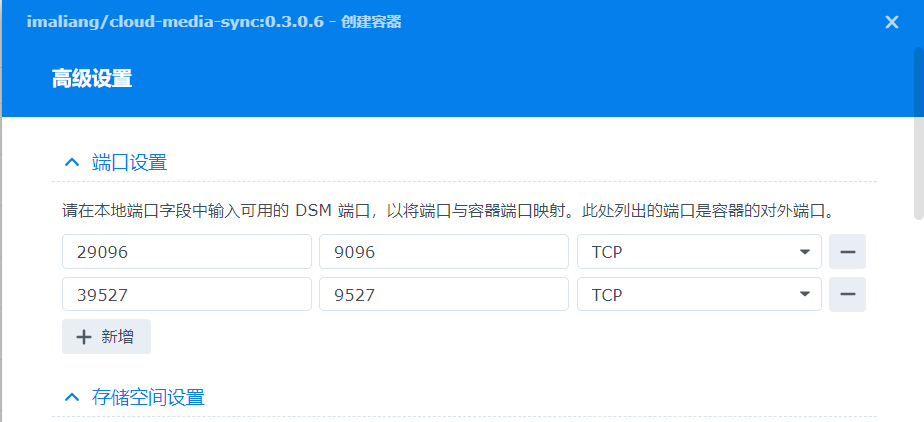 imaliang/cloud-media-sync:0.3.0.6 - 创建容器
高级设置
端口设置
请在本地端口字段中输入可用的 DSM 端口，以将端口与容器端口映射。此处列出的端口是容器的对外端口。
29096 9096 TCP
39527 9527 TCP
新增
存储空间设置